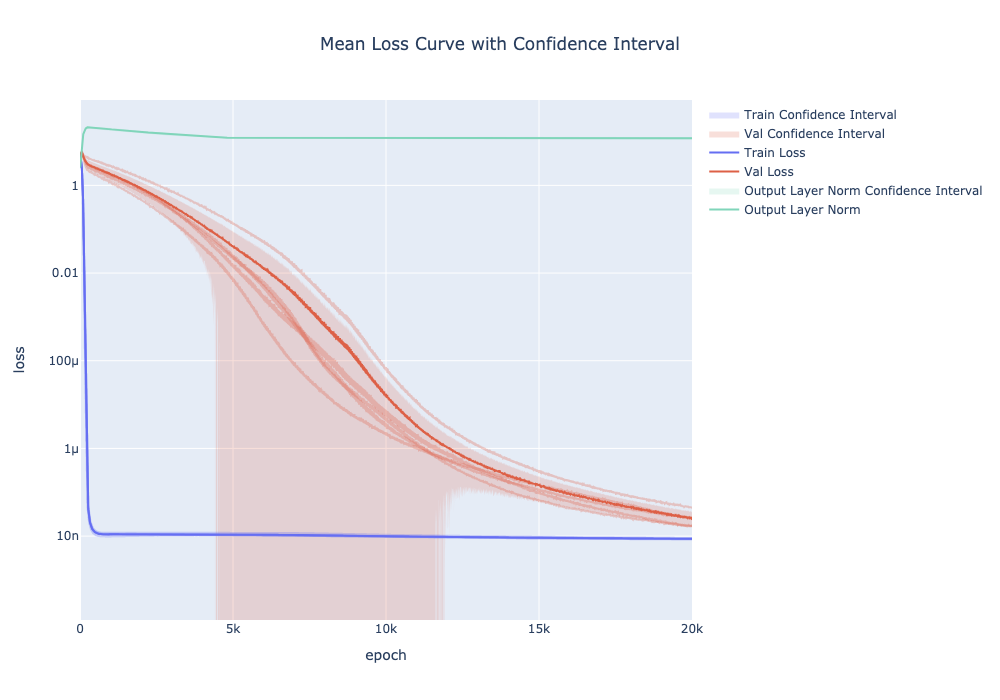 Mean Loss Curve with Confidence Interval
Train Confidence Interval
Val Confidence Interval
Train Loss
Val Loss
Output Layer Norm Confidence Interval
Output Layer Norm
1
0.01
100μ
1μ
10n
loss
0
5k
10k
15k
20k
epoch